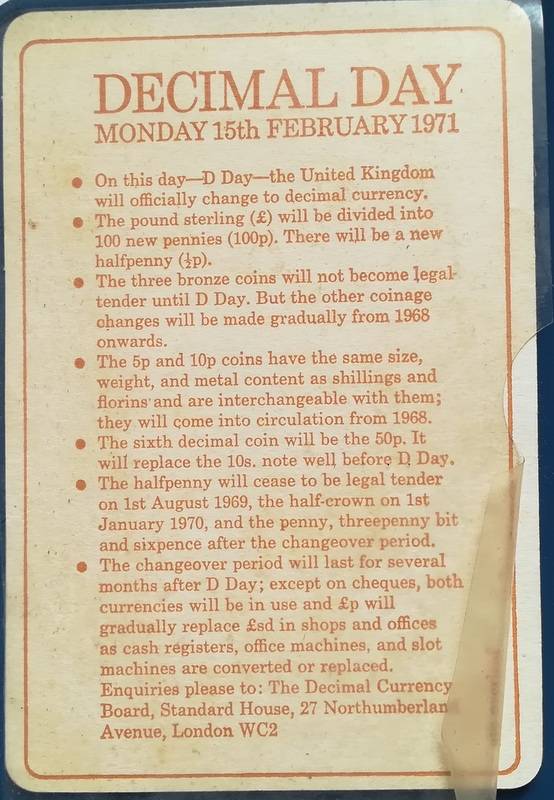 DECIMAL DAY
MONDAY 15th FEBRUARY 1971
● On this day—D Day—the United Kingdom
will officially change to decimal currency.
● The pound sterling (£) will be divided into
100 new pennies (100p). There will be a new
halfpenny (½p).
● The three bronze coins will not become legal
tender until D Day. But the other coinage
changes will be made gradually from 1968
onwards.
● The 5p and 10p coins have the same size,
weight, and metal content as shillings and
florins and are interchangeable with them;
they will come into circulation from 1968.
● The sixth decimal coin will be the 50p. It
will replace the 10s. note well before D Day.
● The halfpenny will cease to be legal tender
on 1st August 1969, the half-crown on 1st
January 1970, and the penny, threepenny bit
and sixpence after the changeover period.
● The changeover period will last for several
months after D Day; except on cheques, both
currencies will be in use and £p will
gradually replace £sd in shops and offices
as cash registers, office machines, and slot
machines are converted or replaced.
Enquiries please to: The Decimal Currency
Board, Standard House, 27 Northumberlan
Avenue, London WC2